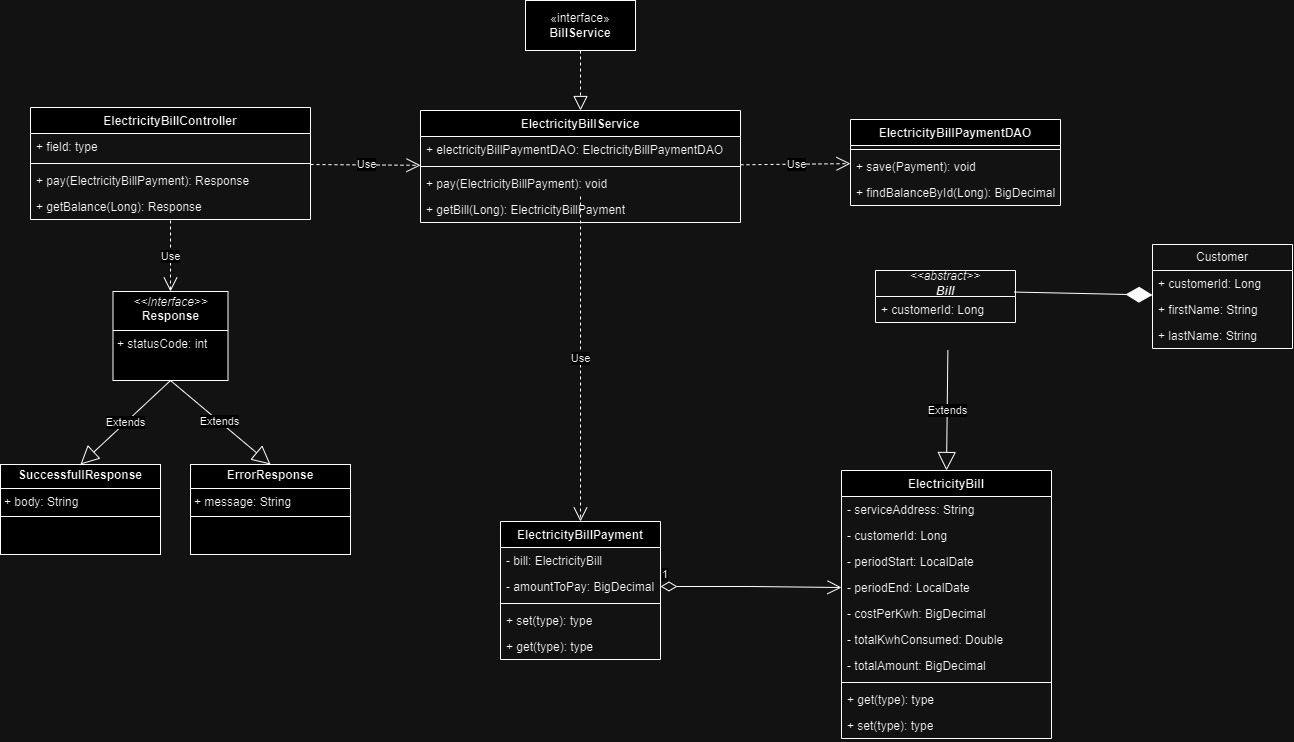 «interface»
BillService
ElectricityBillController
+ field: type
+ pay(ElectricityBillPayment): Response
+ getBalance(Long): Response
Use
ElectricityBillService
+ electricityBillPaymentDAO: ElectricityBillPaymentDAO
+ pay(ElectricityBillPayment): void
+ getBill(Long): ElectricityBillPayment
Use
ElectricityBillPaymentDAO
+ save(Payment): void
+ findBalanceById(Long): BigDecimal
Use
<<Interface>>
Response
+ statusCode: int
<<abstract>>
Bill
+ customerId: Long
Customer
+ customerId: Long
+ firstName: String
+ lastName: String
Use
Extends
Extends
Extends
SuccessfullResponse
+ body: String
ErrorResponse
+ message: String
ElectricityBillPayment
- bill: ElectricityBill
- amountToPay: BigDecimal
+ set(type): type
+ get(type): type
1
ElectricityBill
- serviceAddress: String
- customerId: Long
- periodStart: LocalDate
- periodEnd: LocalDate
- costPerKwh: BigDecimal
- totalKwhConsumed: Double
- totalAmount: BigDecimal
+ get(type): type
+ set(type): type